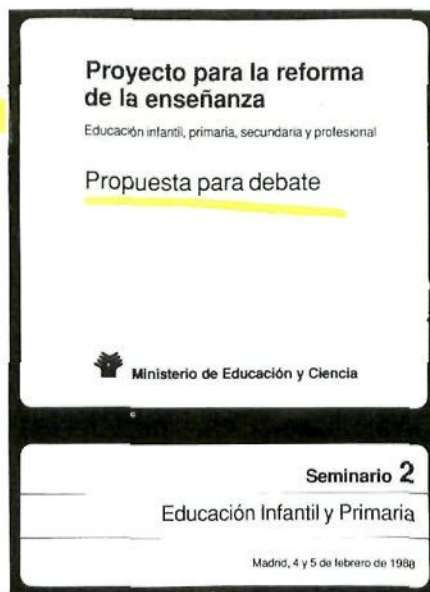 Proyecto para la reforma
de la enseñanza
Educación infantil, primaria, secundaria y profesional
Propuesta para debate
Ministerio de Educación y Ciencia
Seminario 2
Educación Infantil y Primaria
Madrid, 4 y 5 de febrero de 1988